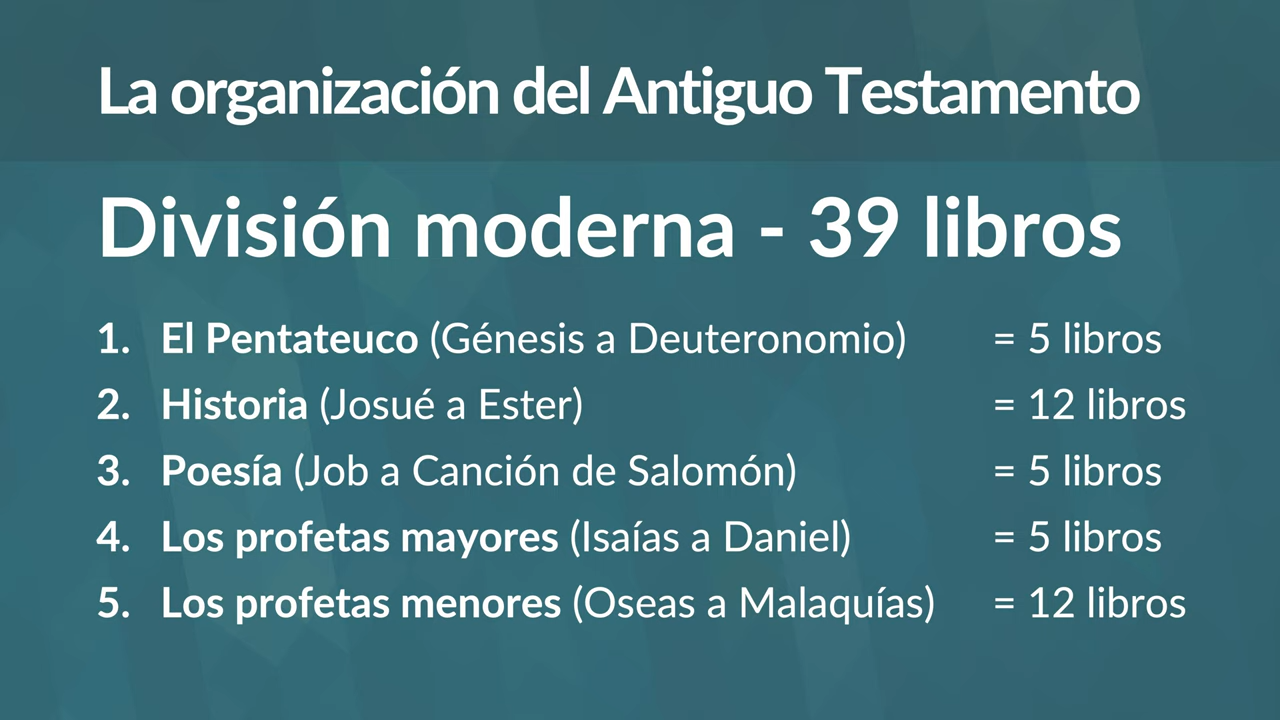 La organización del Antiguo Testamento
División moderna - 39 libros
1. El Pentateuco (Génesis a Deuteronomio) = 5 libros
2. Historia (Josué a Ester) = 12 libros
3. Poesía (Job a Canción de Salomón) = 5 libros
4. Los profetas mayores (Isaías a Daniel) = 5 libros
5. Los profetas menores (Oseas a Malaquías) = 12 libros